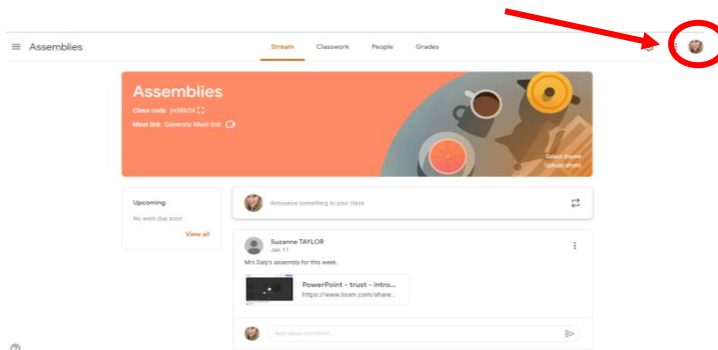 Assemblies
Stream Classwork People Grades
Assemblies
Class code
Meet link Generate Meet link
Select theme
Upload photo
Upcoming
No work due soon
View all
Announce something to your class
Suzanne TAYLOR
Jan 11
Mrs Daly's assembly for this week.
PowerPoint - trust - intro...
https://www.loom.com/share...
Add class comment...